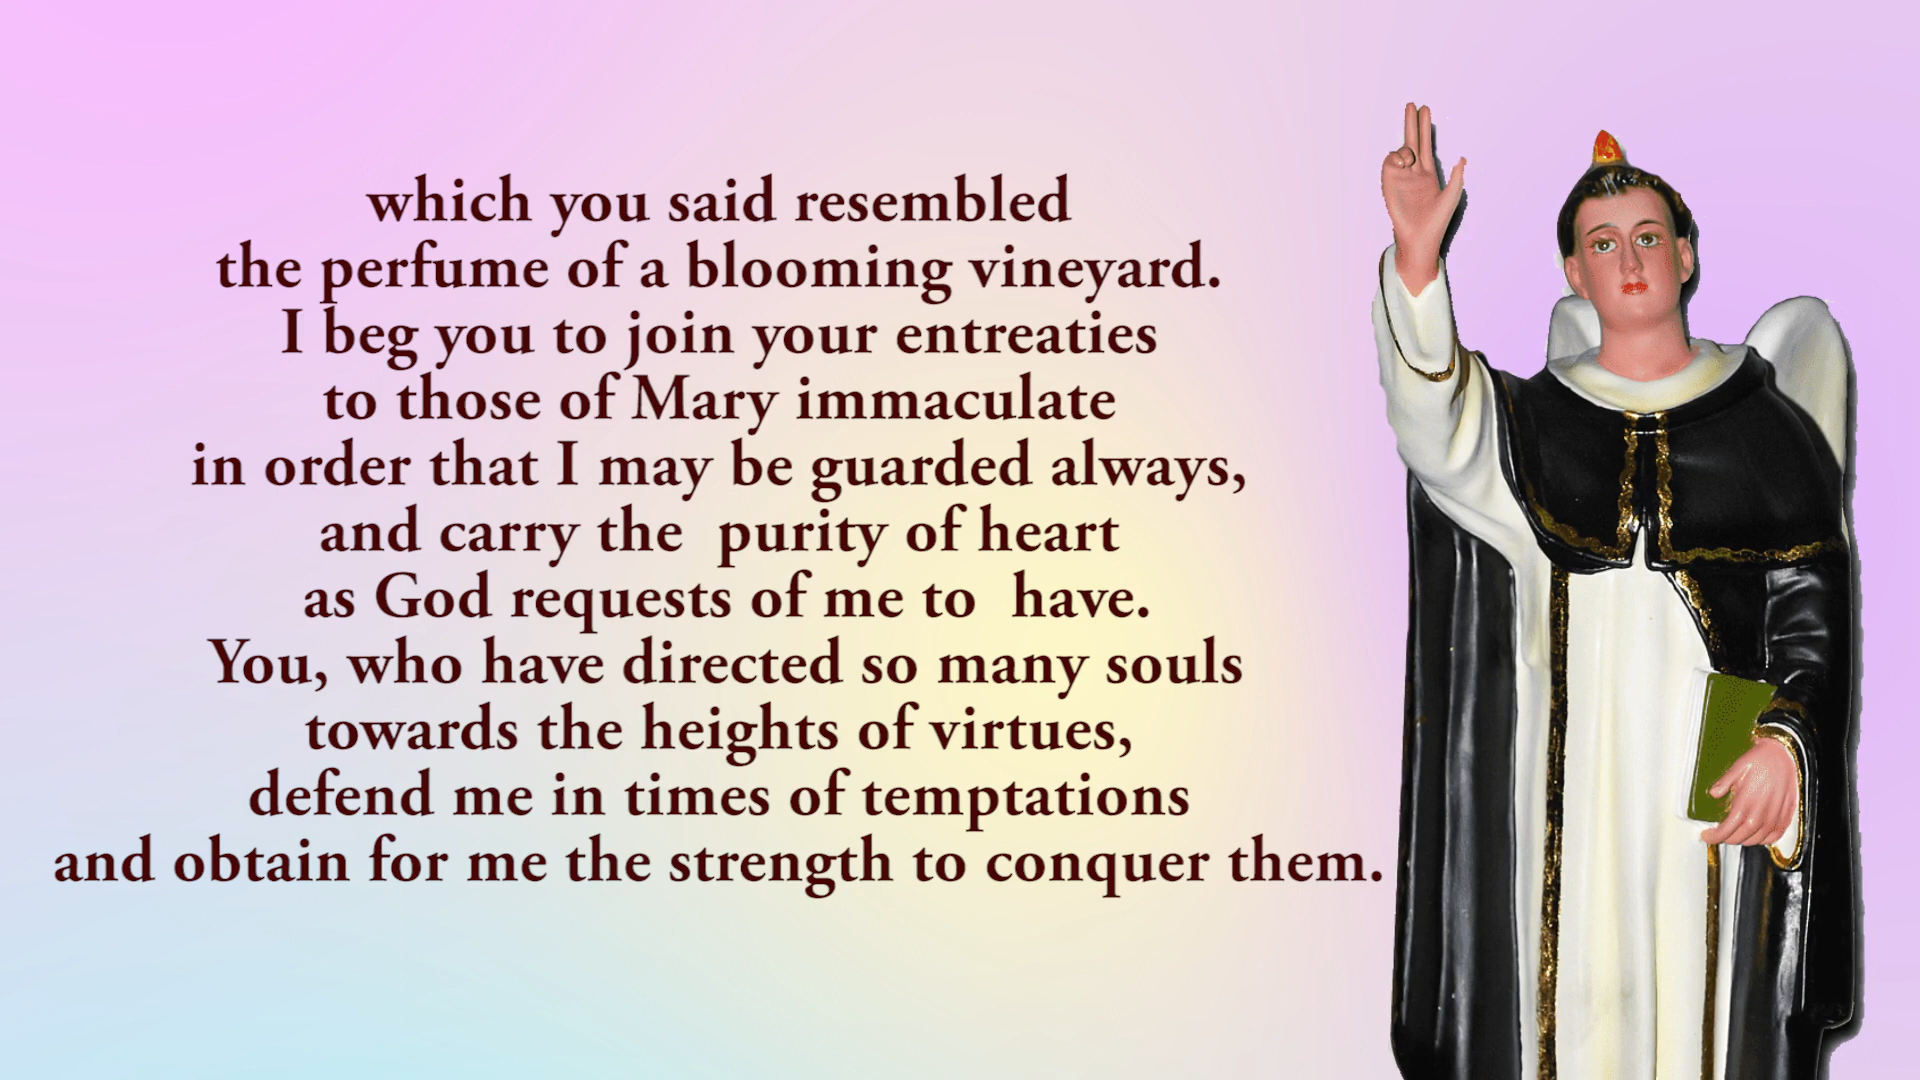 which you said resembled
the perfume of a blooming vineyard.
I beg you to join your entreaties
to those of Mary immaculate
in order that I may be guarded always,
and carry the  purity of heart
as God requests of me to  have.
You, who have directed so many souls
towards the heights of virtues,
defend me in times of temptations
and obtain for me the strength to conquer them.